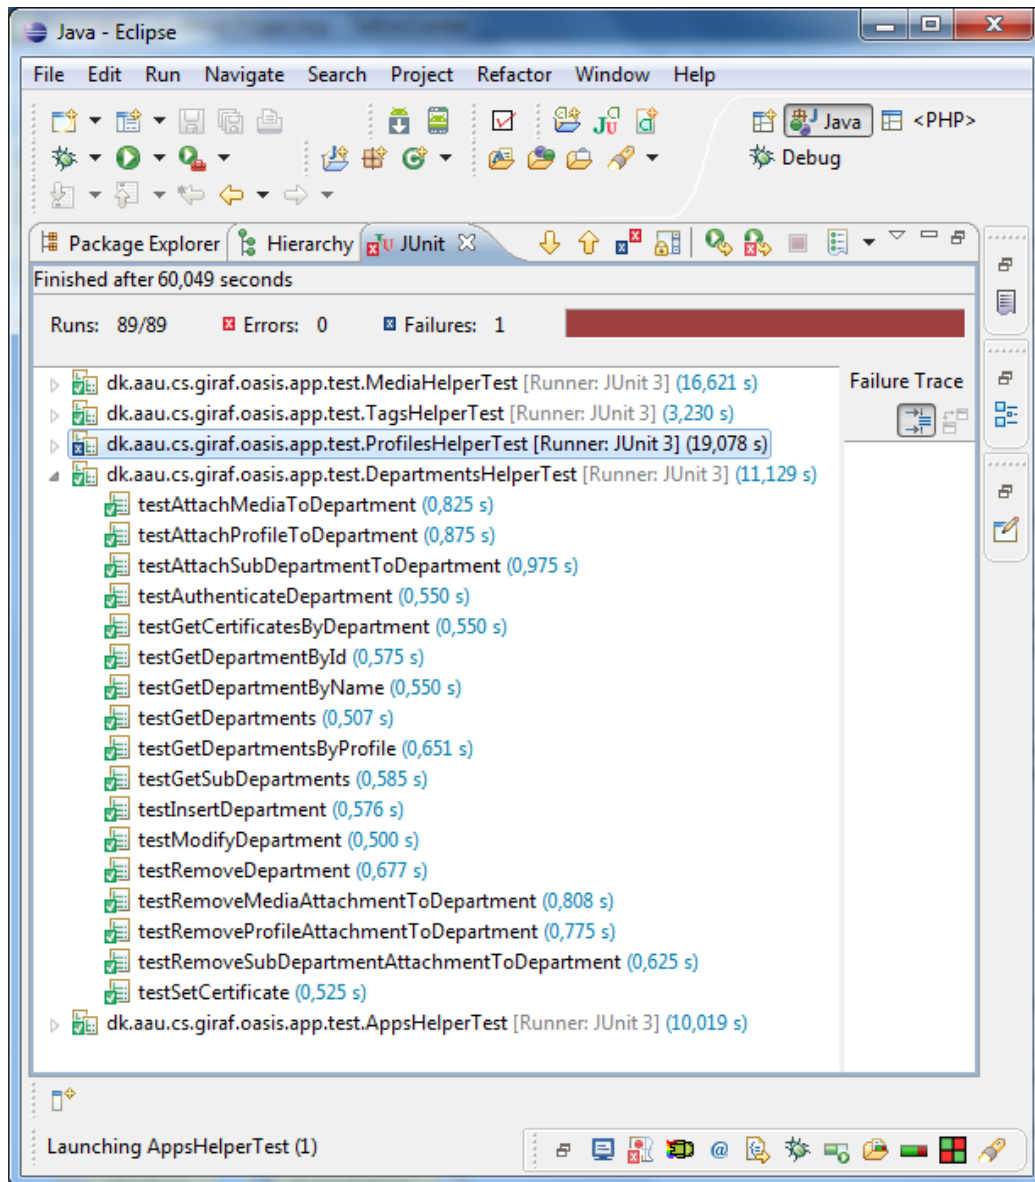 Java - Eclipse
File Edit Run Navigate Search Project Refactor Window Help
Java <PHP>
Debug
Package Explorer Hierarchy JUnit
Finished after 60,049 seconds
Runs: 89/89 Errors: 0 Failures: 1
dk.aau.cs.giraf.oasis.app.test.MediaHelperTest [Runner: JUnit 3] (16,621 s)
Failure Trace
dk.aau.cs.giraf.oasis.app.test.TagsHelperTest [Runner: JUnit 3] (3,230 s)
dk.aau.cs.giraf.oasis.app.test.ProfilesHelperTest [Runner: JUnit 3] (19,078 s)
dk.aau.cs.giraf.oasis.app.test.DepartmentsHelperTest [Runner: JUnit 3] (11,129 s)
testAttachMediaToDepartment (0,825 s)
testAttachProfileToDepartment (0,875 s)
testAttachSubDepartmentToDepartment (0,975 s)
testAuthenticateDepartment (0,550 s)
testGetCertificatesByDepartment (0,550 s)
testGetDepartmentById (0,575 s)
testGetDepartmentByName (0,550 s)
testGetDepartments (0,507 s)
testGetDepartmentsByProfile (0,651 s)
testGetSubDepartments (0,585 s)
testInsertDepartment (0,576 s)
testModifyDepartment (0,500 s)
testRemoveDepartment (0,677 s)
testRemoveMediaAttachmentToDepartment (0,808 s)
testRemoveProfileAttachmentToDepartment (0,775 s)
testRemoveSubDepartmentAttachmentToDepartment (0,625 s)
testSetCertificate (0,525 s)
dk.aau.cs.giraf.oasis.app.test.AppsHelperTest [Runner: JUnit 3] (10,019 s)
Launching AppsHelperTest (1)